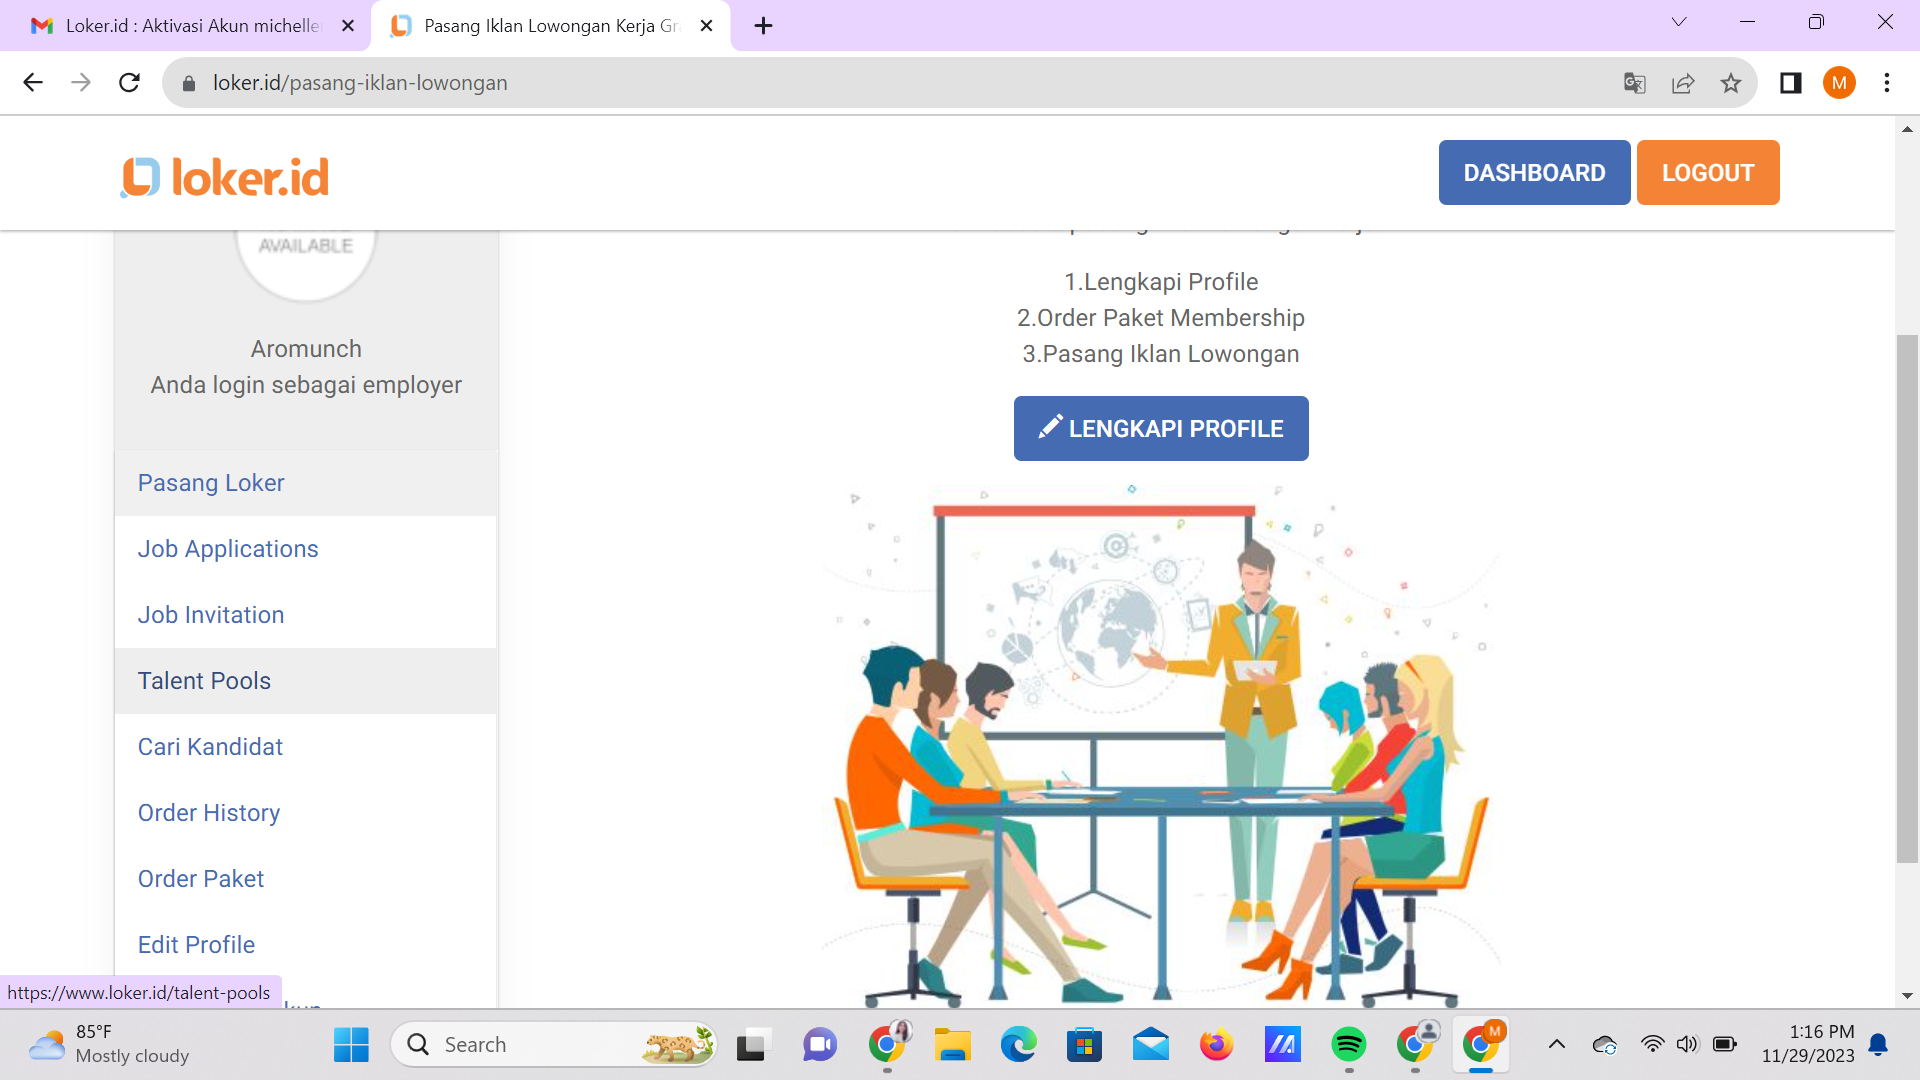 Loker.id : Aktivasi Akun michelle
Pasang Iklan Lowongan Kerja Gra
loker.id/pasang-iklan-lowongan
M
loker.id
DASHBOARD
LOGOUT
AVAILABLE
Aromunch
Anda login sebagai employer
Pasang Loker
Job Applications
Job Invitation
Talent Pools
Cari Kandidat
Order History
Order Paket
Edit Profile
1.Lengkapi Profile
2.Order Paket Membership
3.Pasang Iklan Lowongan
LENGKAPI PROFILE
https://www.loker.id/talent-pools
85°F
Mostly cloudy
Search
M
1:16 PM
11/29/2023